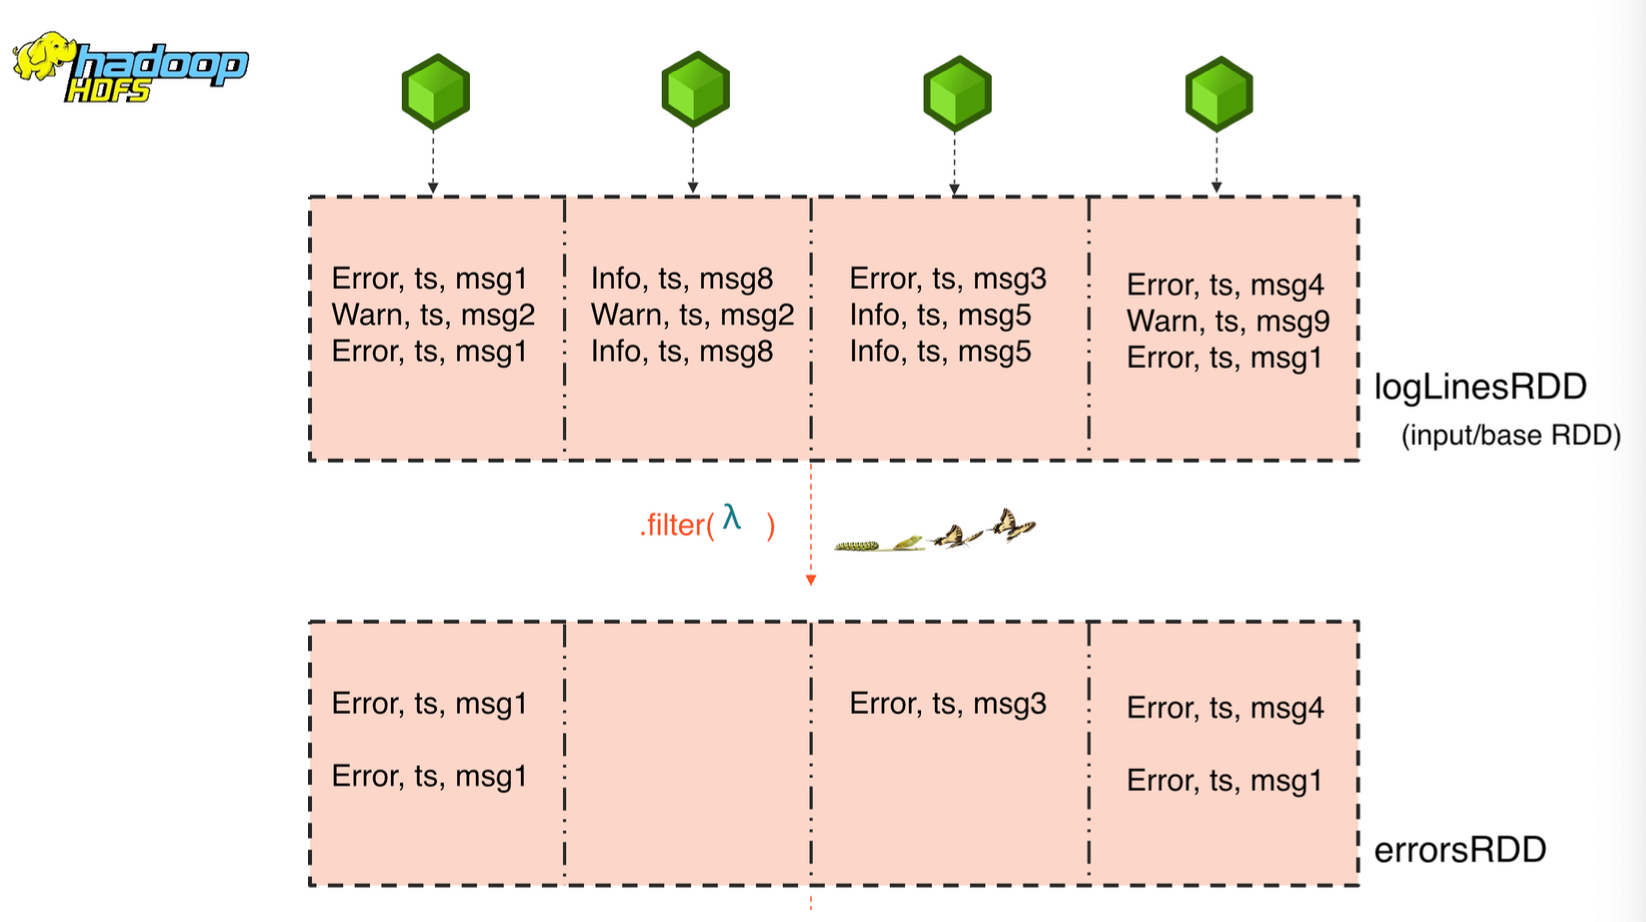 hadoop
HDFS
Error, ts, msg1
Warn, ts, msg2
Error, ts, msg1
Info, ts, msg8
Warn, ts, msg2
Info, ts, msg8
Error, ts, msg3
Info, ts, msg5
Info, ts, msg5
Error, ts, msg4
Warn, ts, msg9
Error, ts, msg1
logLinesRDD
(input/base RDD)
.filter( λ )
Error, ts, msg1
Error, ts, msg1
Error, ts, msg3
Error, ts, msg4
Error, ts, msg1
errorsRDD